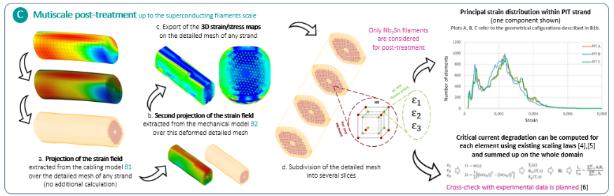 C Mutiscale post-treatment up to the superconducting filaments scale
c. Export of the 3D strain/stress maps
on the detailed mesh of any strand
b. Second projection of the strain field
extracted from the mechanical model B2
over this deformed detailed mesh
a. Projection of the strain field
extracted from the cabling model B1
over the detailed mesh of any strand
(no additional calculation)
Only Nb₃Sn filaments
are considered
for post-treatment
ε₁
ε₂
ε₃
d. Subdivision of the detailed mesh
into several slices
Principal strain distribution within PIT strand
(one component shown)
Plots A, B, C refer to the geometrical configurations described in B1b.
Number of elements
Strain
Critical current degradation can be computed for
each element using existing scaling laws [4],[5]
and summed up on the whole domain
Cross-check with experimental data is planned [6]